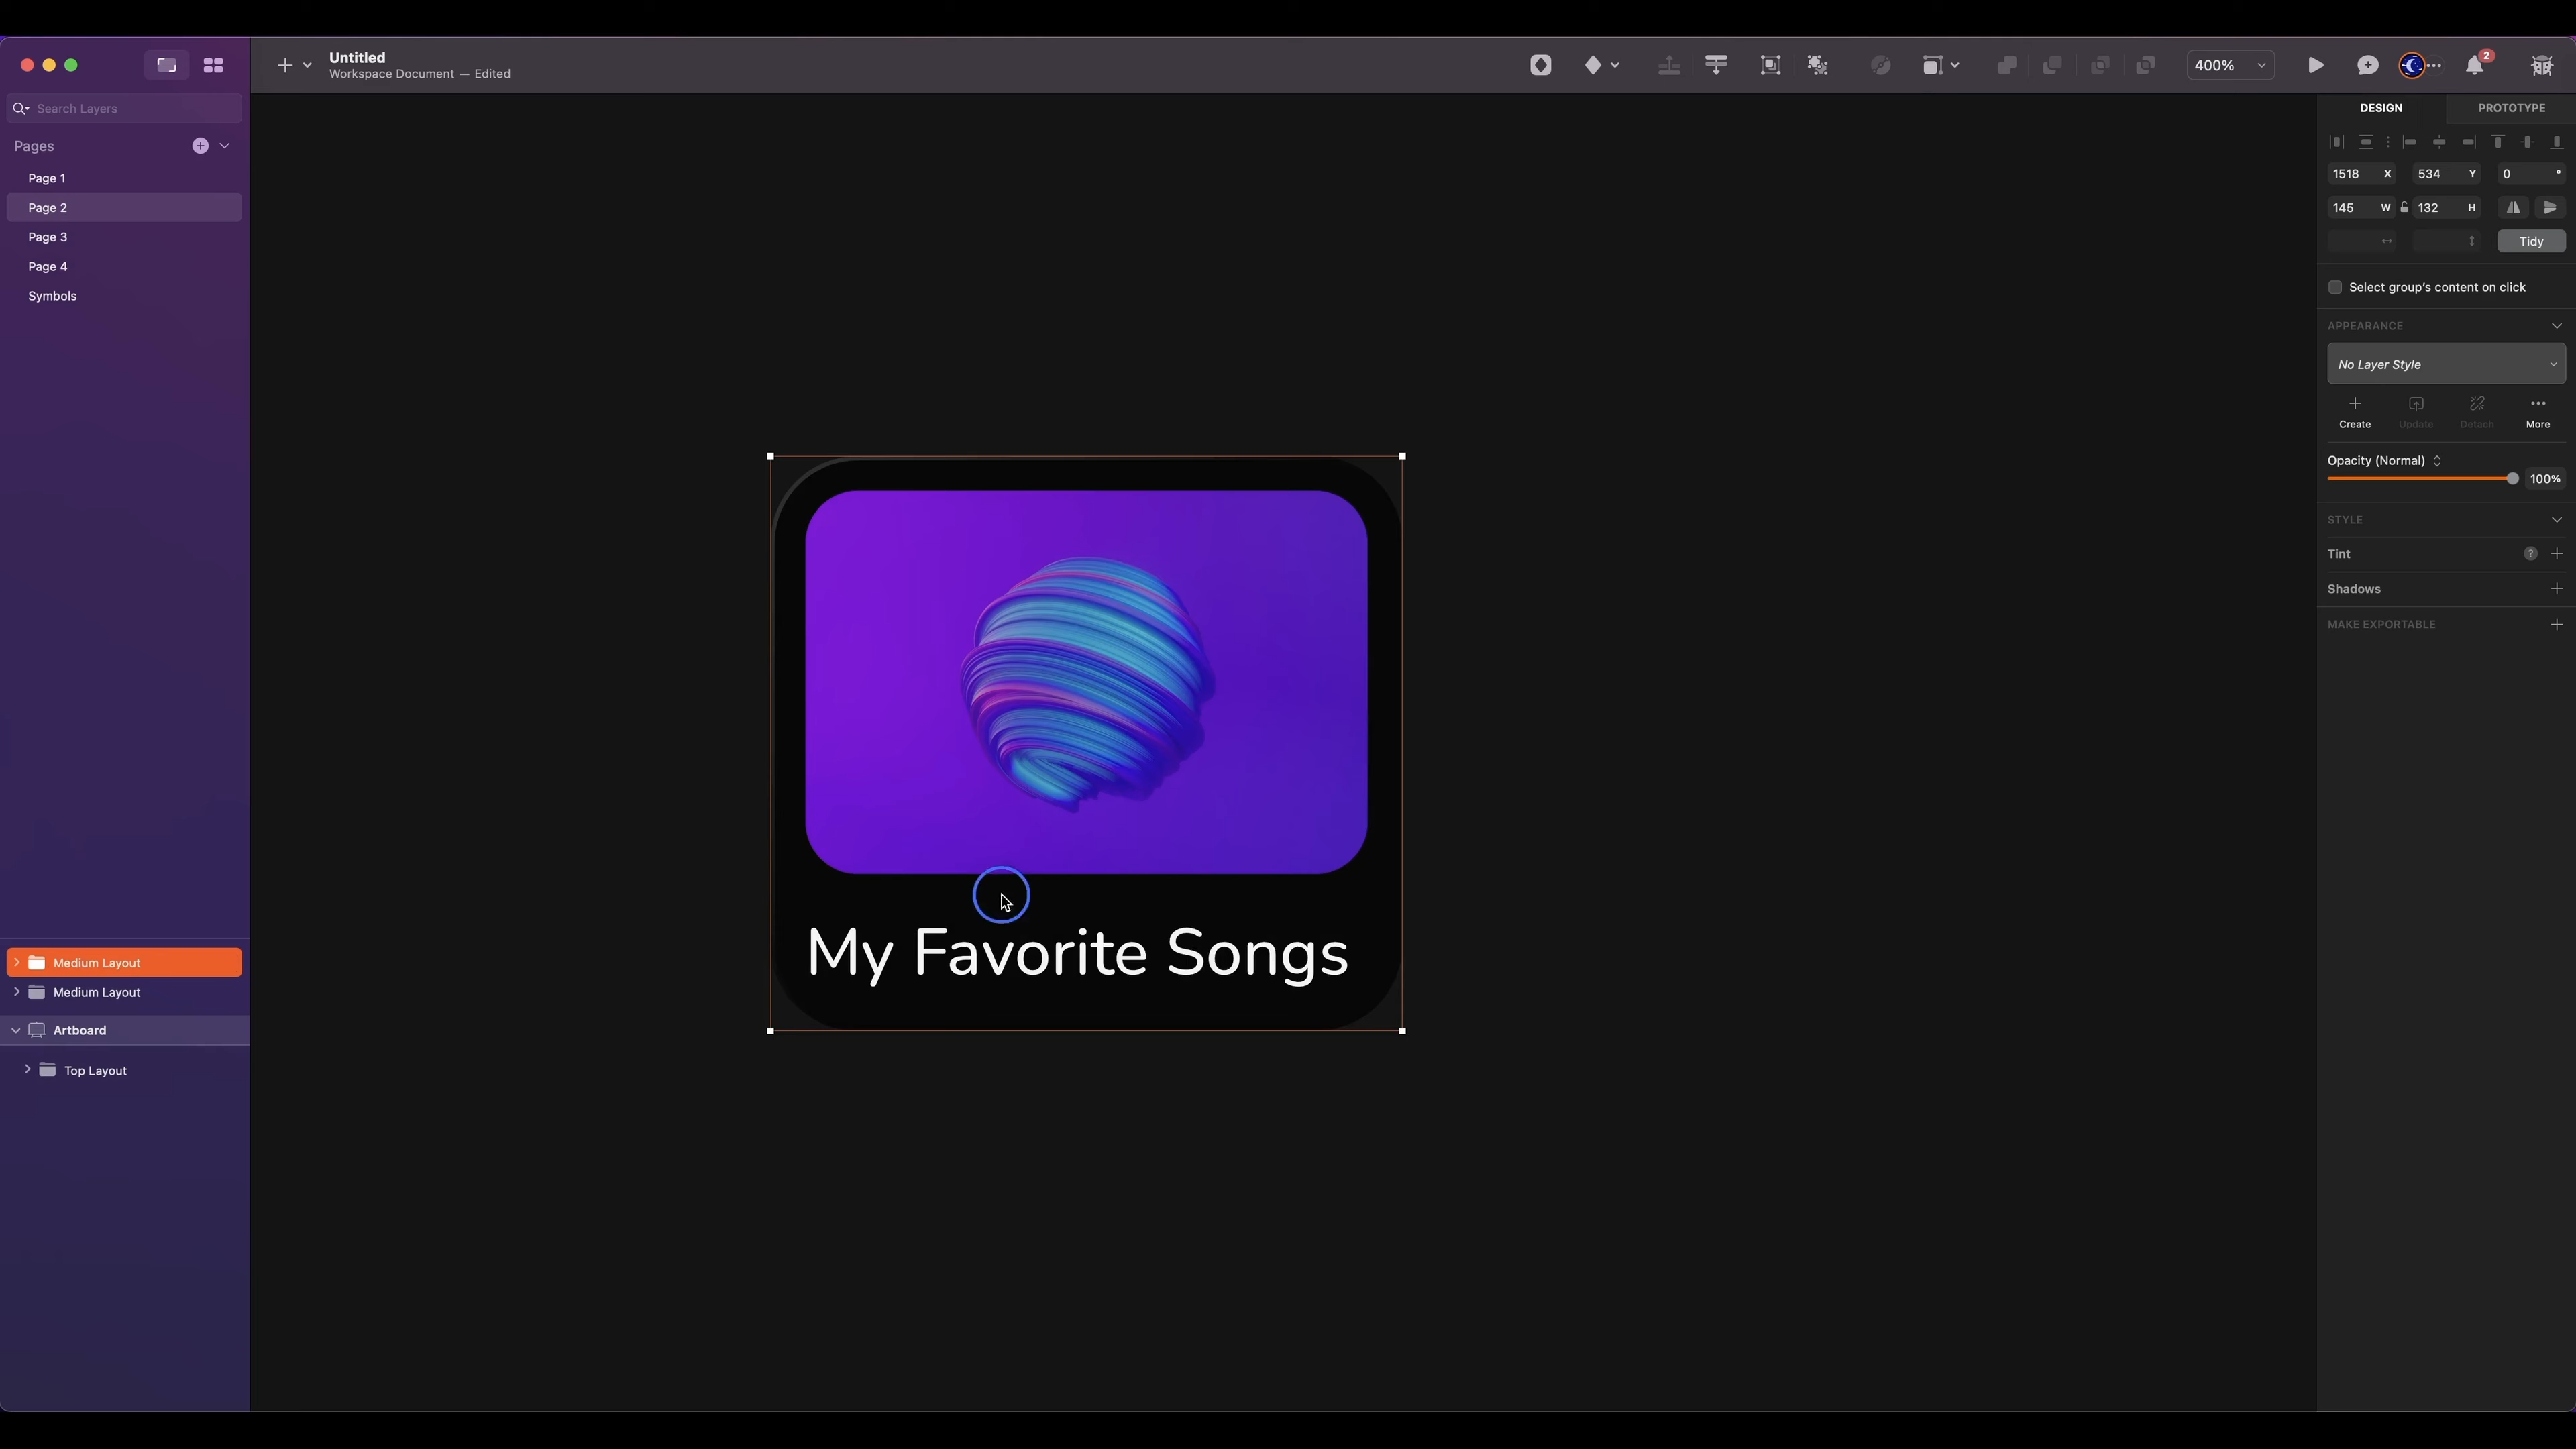 Untitled
Workspace Document — Edited
400%
2
Search Layers
Pages
Page 1
Page 2
Page 3
Page 4
Symbols
Medium Layout
Medium Layout
Artboard
Top Layout
My Favorite Songs
DESIGN
PROTOTYPE
1518 X
534 Y
0 °
145 W
132 H
Tidy
Select group's content on click
APPEARANCE
No Layer Style
Create
Update
Detach
More
Opacity (Normal)
100%
STYLE
Tint
?
Shadows
MAKE EXPORTABLE